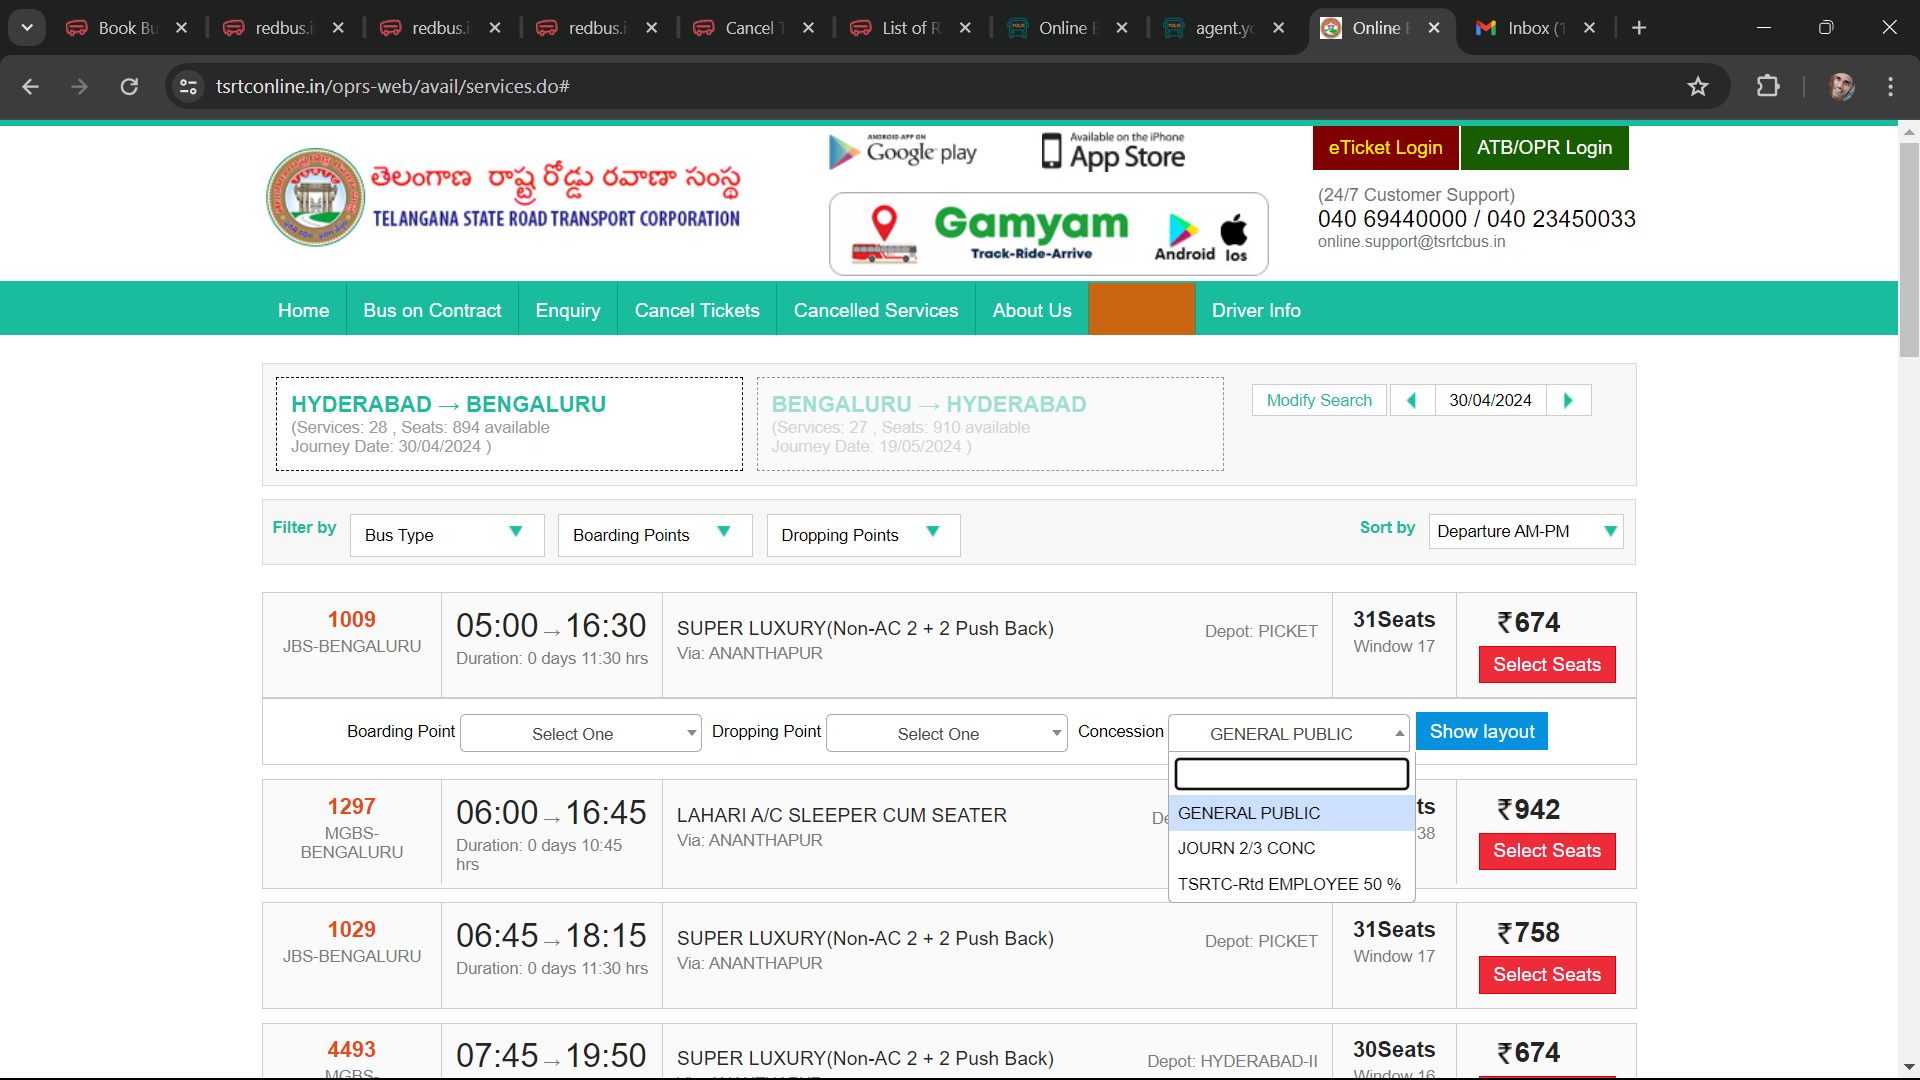 Book Bu
redbus.i
redbus.i
redbus.i
Cancel T
List of R
Online B
agent.yo
Online B
Inbox (1
tsrtconline.in/oprs-web/avail/services.do#
తెలంగాణ రాష్ట్ర రోడ్డు రవాణా సంస్థ
TELANGANA STATE ROAD TRANSPORT CORPORATION
ANDROID APP ON
Google play
Available on the iPhone
App Store
Gamyam
Track-Ride-Arrive
Android Ios
eTicket Login
ATB/OPR Login
(24/7 Customer Support)
040 69440000 / 040 23450033
online.support@tsrtcbus.in
Home
Bus on Contract
Enquiry
Cancel Tickets
Cancelled Services
About Us
Driver Info
HYDERABAD → BENGALURU
(Services: 28 , Seats: 894 available
Journey Date: 30/04/2024 )
BENGALURU → HYDERABAD
(Services: 27 , Seats: 910 available
Journey Date: 19/05/2024 )
Modify Search
30/04/2024
Filter by
Bus Type
Boarding Points
Dropping Points
Sort by
Departure AM-PM
1009
JBS-BENGALURU
05:00→16:30
Duration: 0 days 11:30 hrs
SUPER LUXURY(Non-AC 2 + 2 Push Back)
Via: ANANTHAPUR
Depot: PICKET
31Seats
Window 17
₹674
Select Seats
Boarding Point
Select One
Dropping Point
Select One
Concession
GENERAL PUBLIC
Show layout
GENERAL PUBLIC
JOURN 2/3 CONC
TSRTC-Rtd EMPLOYEE 50 %
1297
MGBS-
BENGALURU
06:00→16:45
Duration: 0 days 10:45
hrs
LAHARI A/C SLEEPER CUM SEATER
Via: ANANTHAPUR
De
ts
38
₹942
Select Seats
1029
JBS-BENGALURU
06:45→18:15
Duration: 0 days 11:30 hrs
SUPER LUXURY(Non-AC 2 + 2 Push Back)
Via: ANANTHAPUR
Depot: PICKET
31Seats
Window 17
₹758
Select Seats
4493
MGBS-
07:45→19:50
SUPER LUXURY(Non-AC 2 + 2 Push Back)
Depot: HYDERABAD-II
30Seats
Window 16
₹674